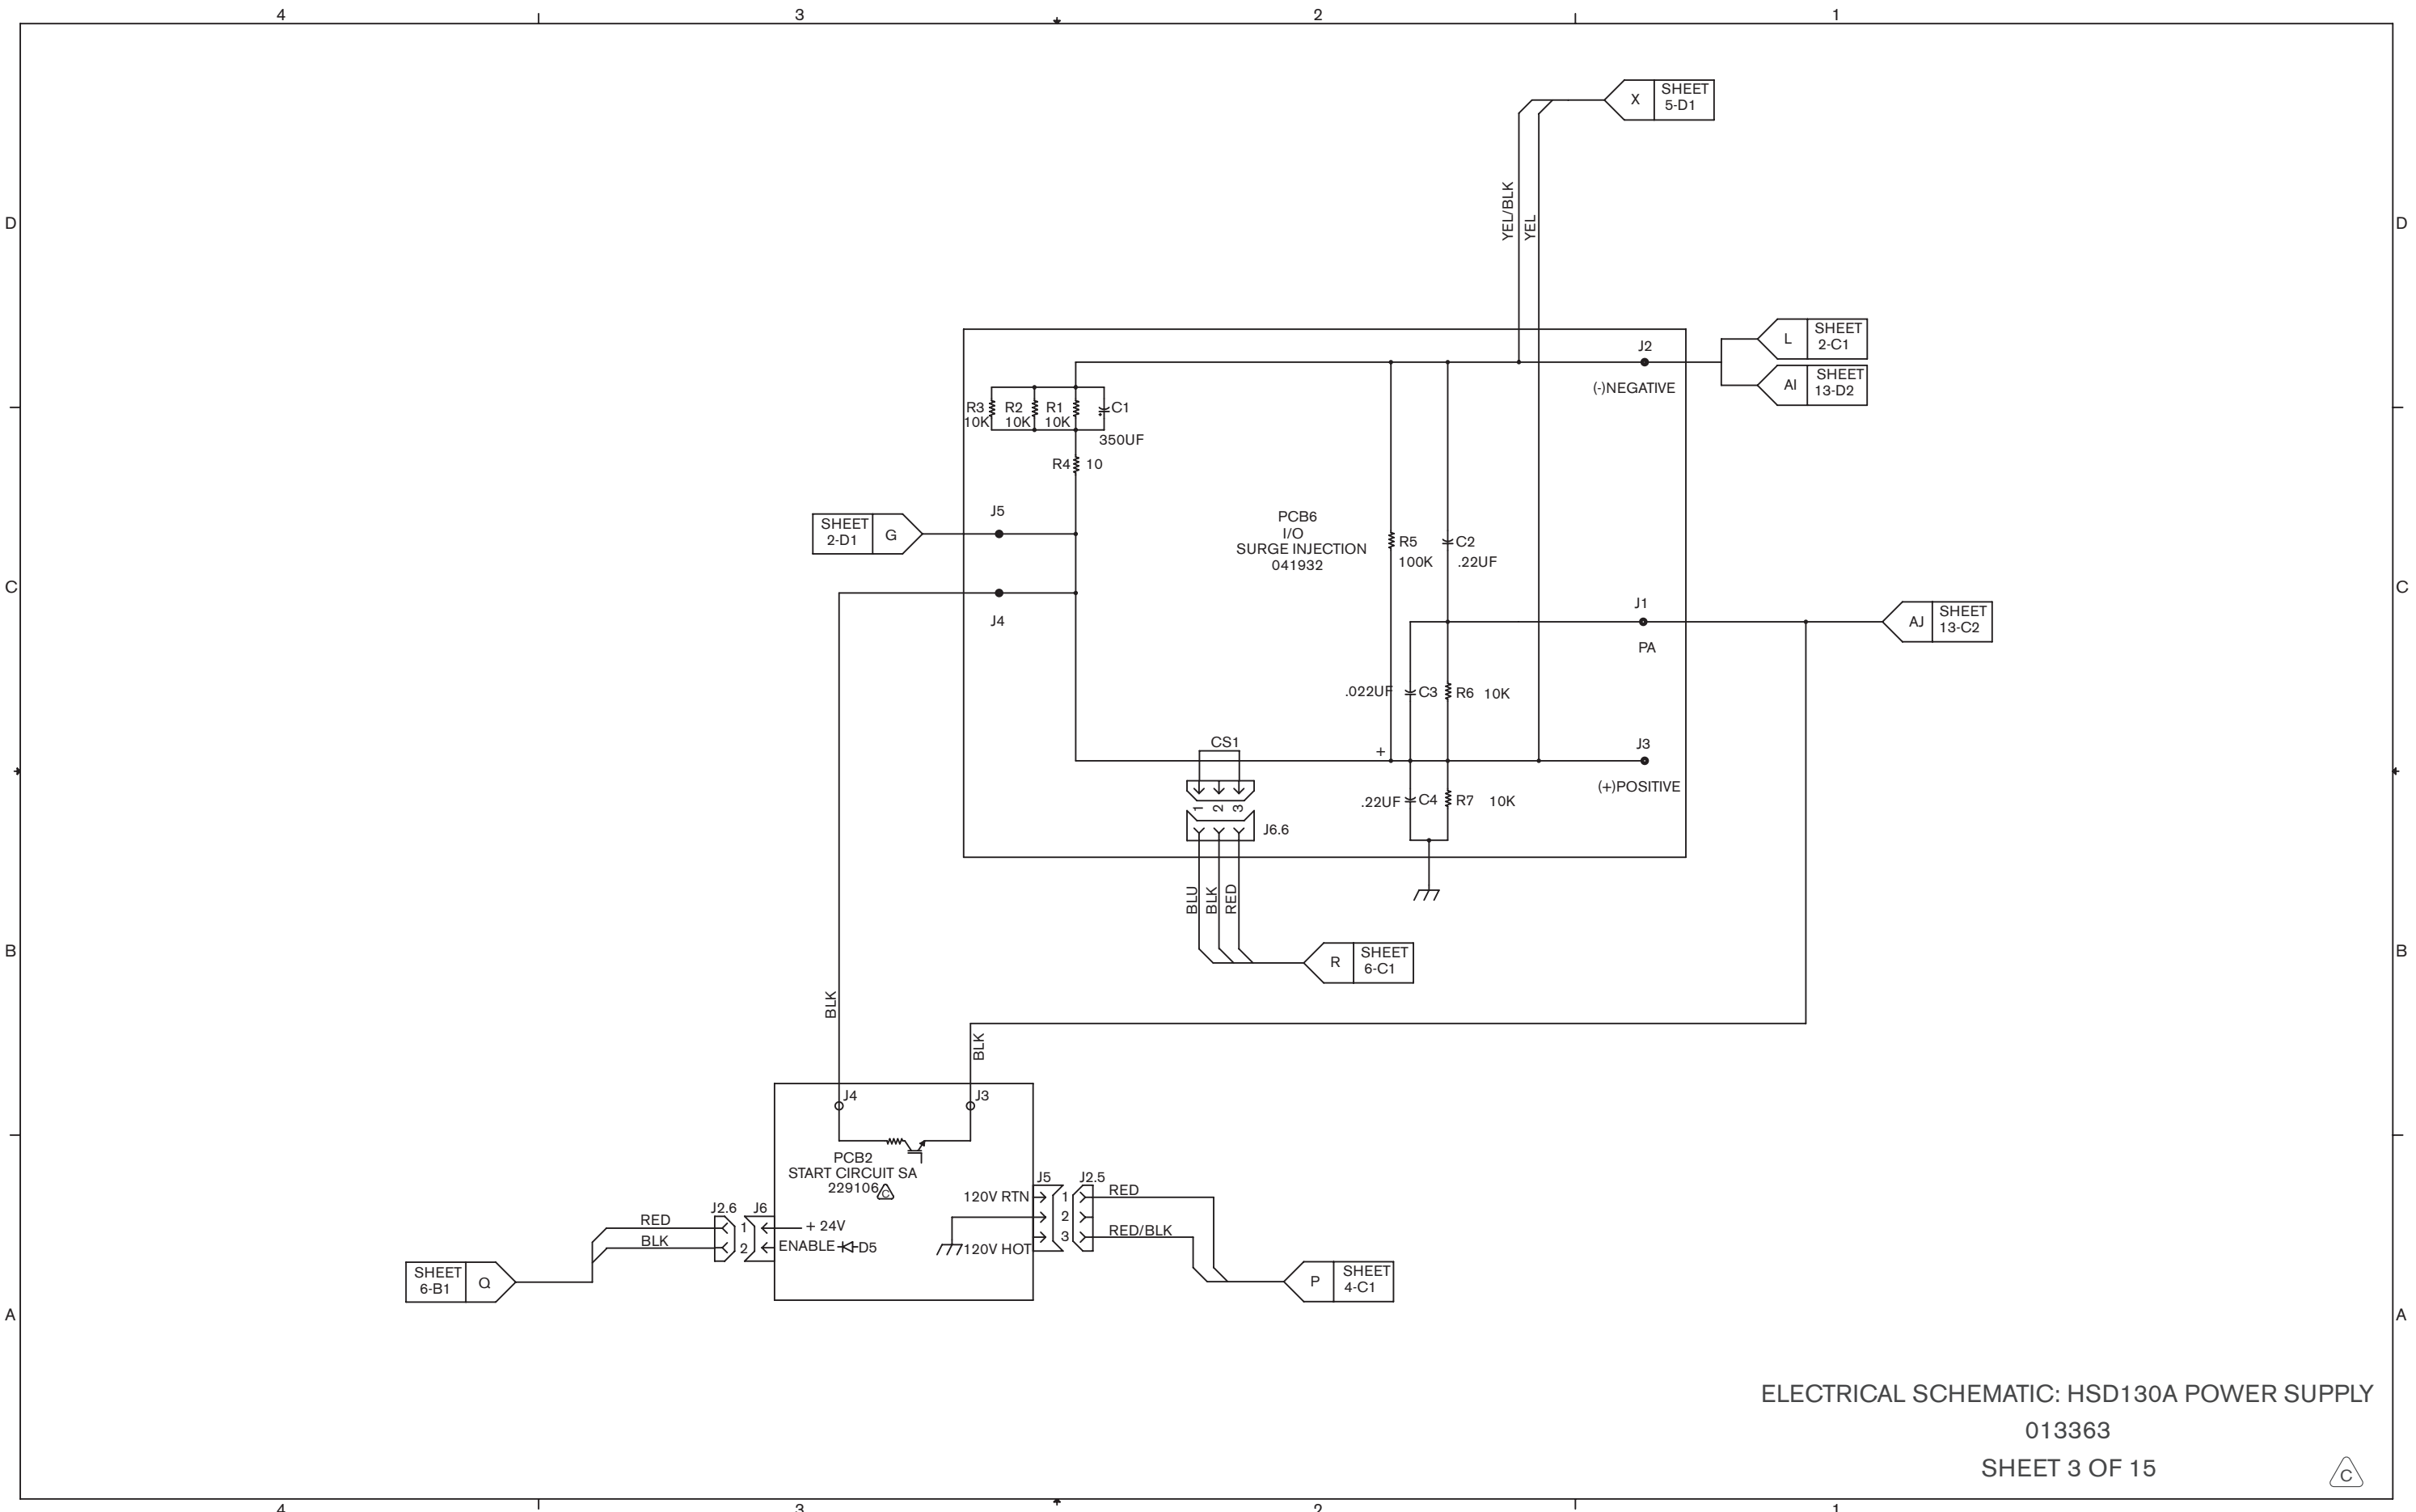 4 3 2 1
X SHEET
5-D1
D D
YEL/BLK
YEL
J2
(-)NEGATIVE
L SHEET
2-C1
AI SHEET
13-D2
R3 R2 R1 C1
10K 10K 10K
350UF
R4 10
PCB6
I/O
SURGE INJECTION
041932
J5
SHEET G
2-D1
R5 C2
100K .22UF
C C
J4
J1
PA
AJ SHEET
13-C2
.022UF C3 R6 10K
CS1
+
J3
(+)POSITIVE
1 2 3
.22UF C4 R7 10K
J6.6
BLU
BLK
RED
B B
R SHEET
6-C1
BLK
BLK
J4 J3
PCB2
START CIRCUIT SA
229106 C
J2.6 J6
RED 1 + 24V
BLK 2 ENABLE D5
SHEET Q
6-B1
J5 J2.5
120V RTN 1 RED
2
120V HOT 3 RED/BLK
P SHEET
4-C1
A A
ELECTRICAL SCHEMATIC: HSD130A POWER SUPPLY
013363
SHEET 3 OF 15
C
4 3 2 1